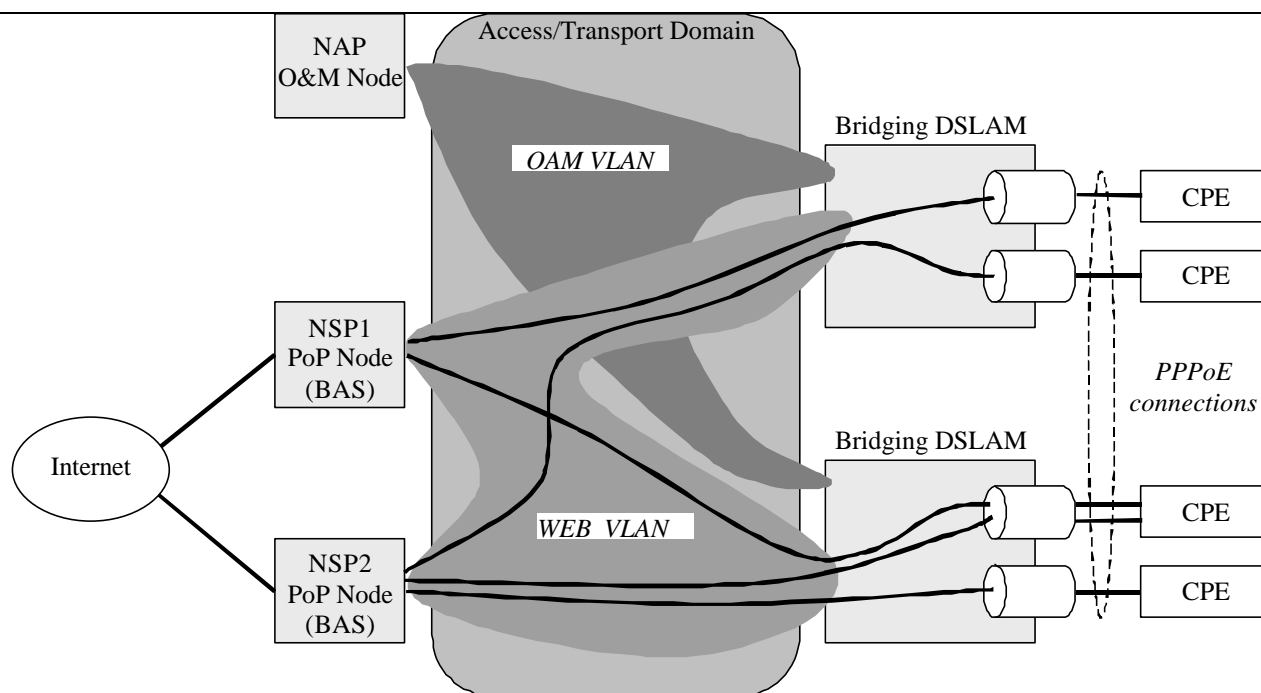 Access/Transport Domain
NAP
O&M Node
Bridging DSLAM
OAM VLAN
CPE
CPE
NSP1
PoP Node
(BAS)
PPPoE
connections
Internet
Bridging DSLAM
WEB VLAN
CPE
NSP2
PoP Node
(BAS)
CPE